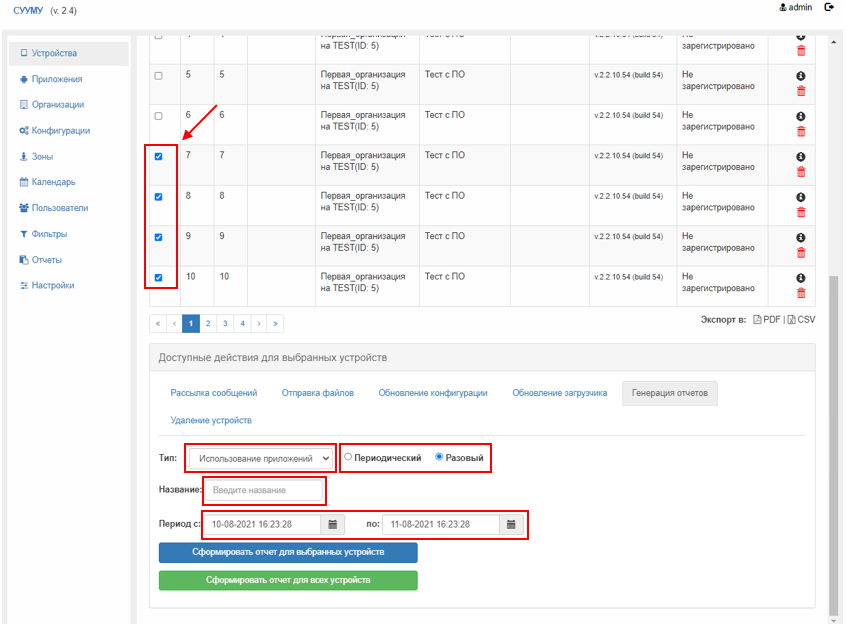 СУУМУ (v. 2.4) admin
Устройства
Приложения
Организации
Конфигурации
Зоны
Календарь
Пользователи
Фильтры
Отчеты
Настройки
на TEST(ID: 5) зарегистрировано
5 5 Первая_организация Тест с ПО v.2.2.10.54 (build 54) Не
на TEST(ID: 5) зарегистрировано
6 6 Первая_организация Тест с ПО v.2.2.10.54 (build 54) Не
на TEST(ID: 5) зарегистрировано
7 7 Первая_организация Тест с ПО v.2.2.10.54 (build 54) Не
на TEST(ID: 5) зарегистрировано
8 8 Первая_организация Тест с ПО v.2.2.10.54 (build 54) Не
на TEST(ID: 5) зарегистрировано
9 9 Первая_организация Тест с ПО v.2.2.10.54 (build 54) Не
на TEST(ID: 5) зарегистрировано
10 10 Первая_организация Тест с ПО v.2.2.10.54 (build 54) Не
на TEST(ID: 5) зарегистрировано
« ‹ 1 2 3 4 › » Экспорт в: PDF | CSV
Доступные действия для выбранных устройств
Рассылка сообщений Отправка файлов Обновление конфигурации Обновление загрузчика Генерация отчетов
Удаление устройств
Тип: Использование приложений Периодический Разовый
Название: Введите название
Период с: 10-08-2021 16:23:28 по: 11-08-2021 16:23:28
Сформировать отчет для выбранных устройств
Сформировать отчет для всех устройств